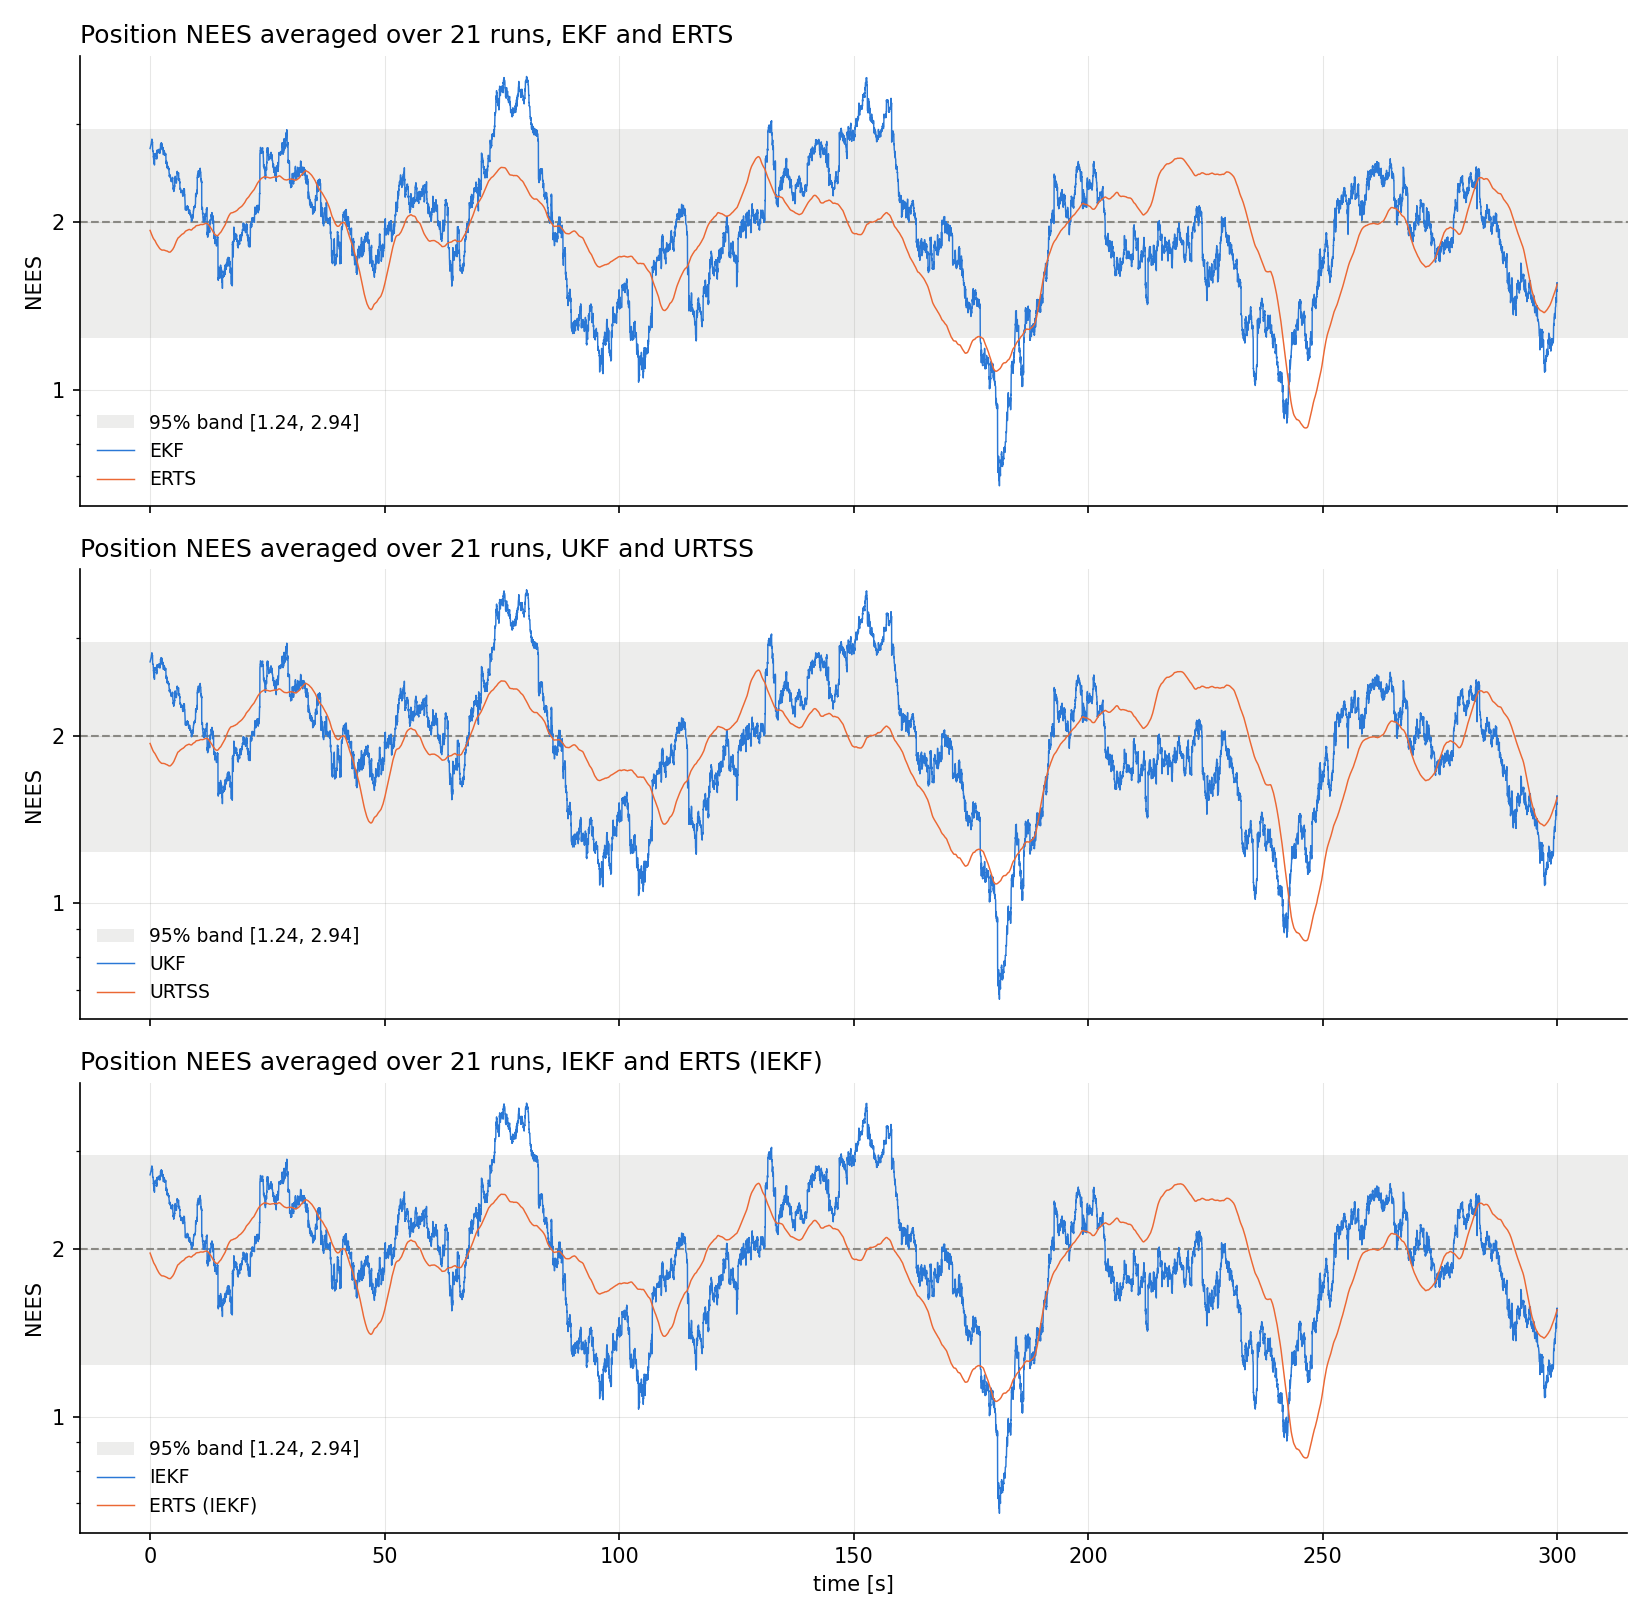 Position NEES averaged over 21 runs, EKF and ERTS
NEES
2
1
95% band [1.24, 2.94]
EKF
ERTS
Position NEES averaged over 21 runs, UKF and URTSS
NEES
2
1
95% band [1.24, 2.94]
UKF
URTSS
Position NEES averaged over 21 runs, IEKF and ERTS (IEKF)
NEES
2
1
95% band [1.24, 2.94]
IEKF
ERTS (IEKF)
0 50 100 150 200 250 300
time [s]